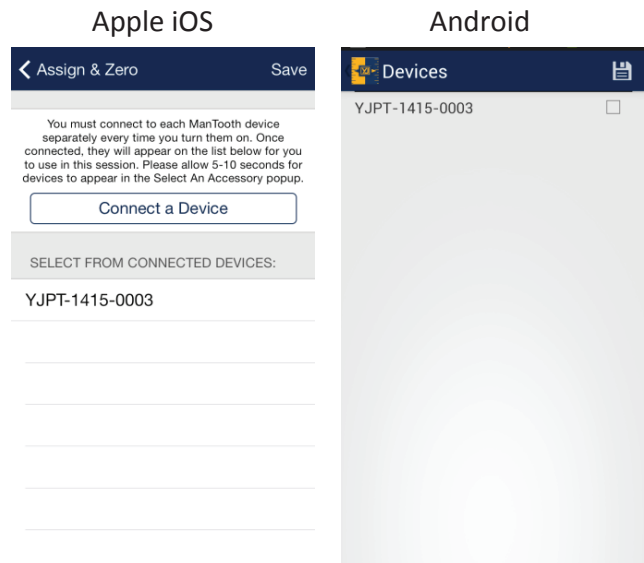 Apple iOS
Android
Assign & Zero
Save
You must connect to each ManTooth device
separately every time you turn them on. Once
connected, they will appear on the list below for you
to use in this session. Please allow 5-10 seconds for
devices to appear in the Select An Accessory popup.
Connect a Device
SELECT FROM CONNECTED DEVICES:
YJPT-1415-0003
Devices
YJPT-1415-0003